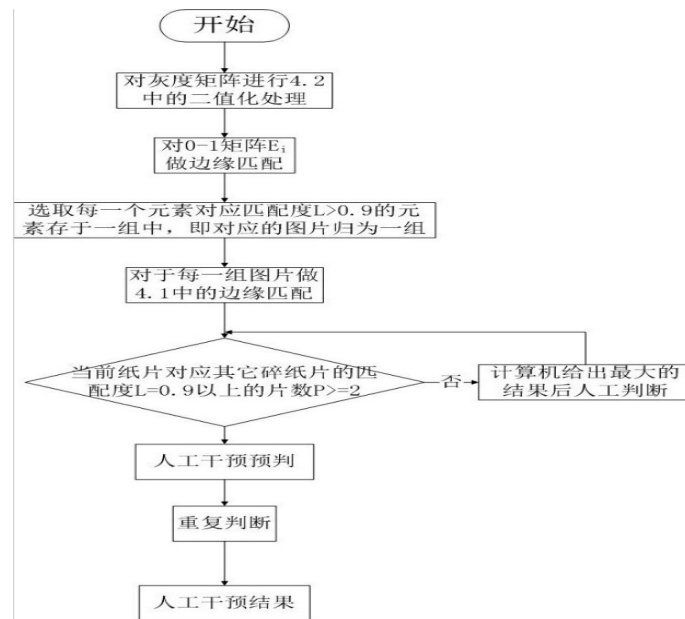 开始
对灰度矩阵进行4.2
中的二值化处理
对0-1矩阵Eᵢ
做边缘匹配
选取每一个元素对应匹配度L>0.9的元
素存于一组中，即对应的图片归为一组
对于每一组图片做
4.1中的边缘匹配
当前纸片对应其它碎纸片的匹
配度L=0.9以上的片数P>=2
否
计算机给出最大的
结果后人工判断
人工干预预判
重复判断
人工干预结果